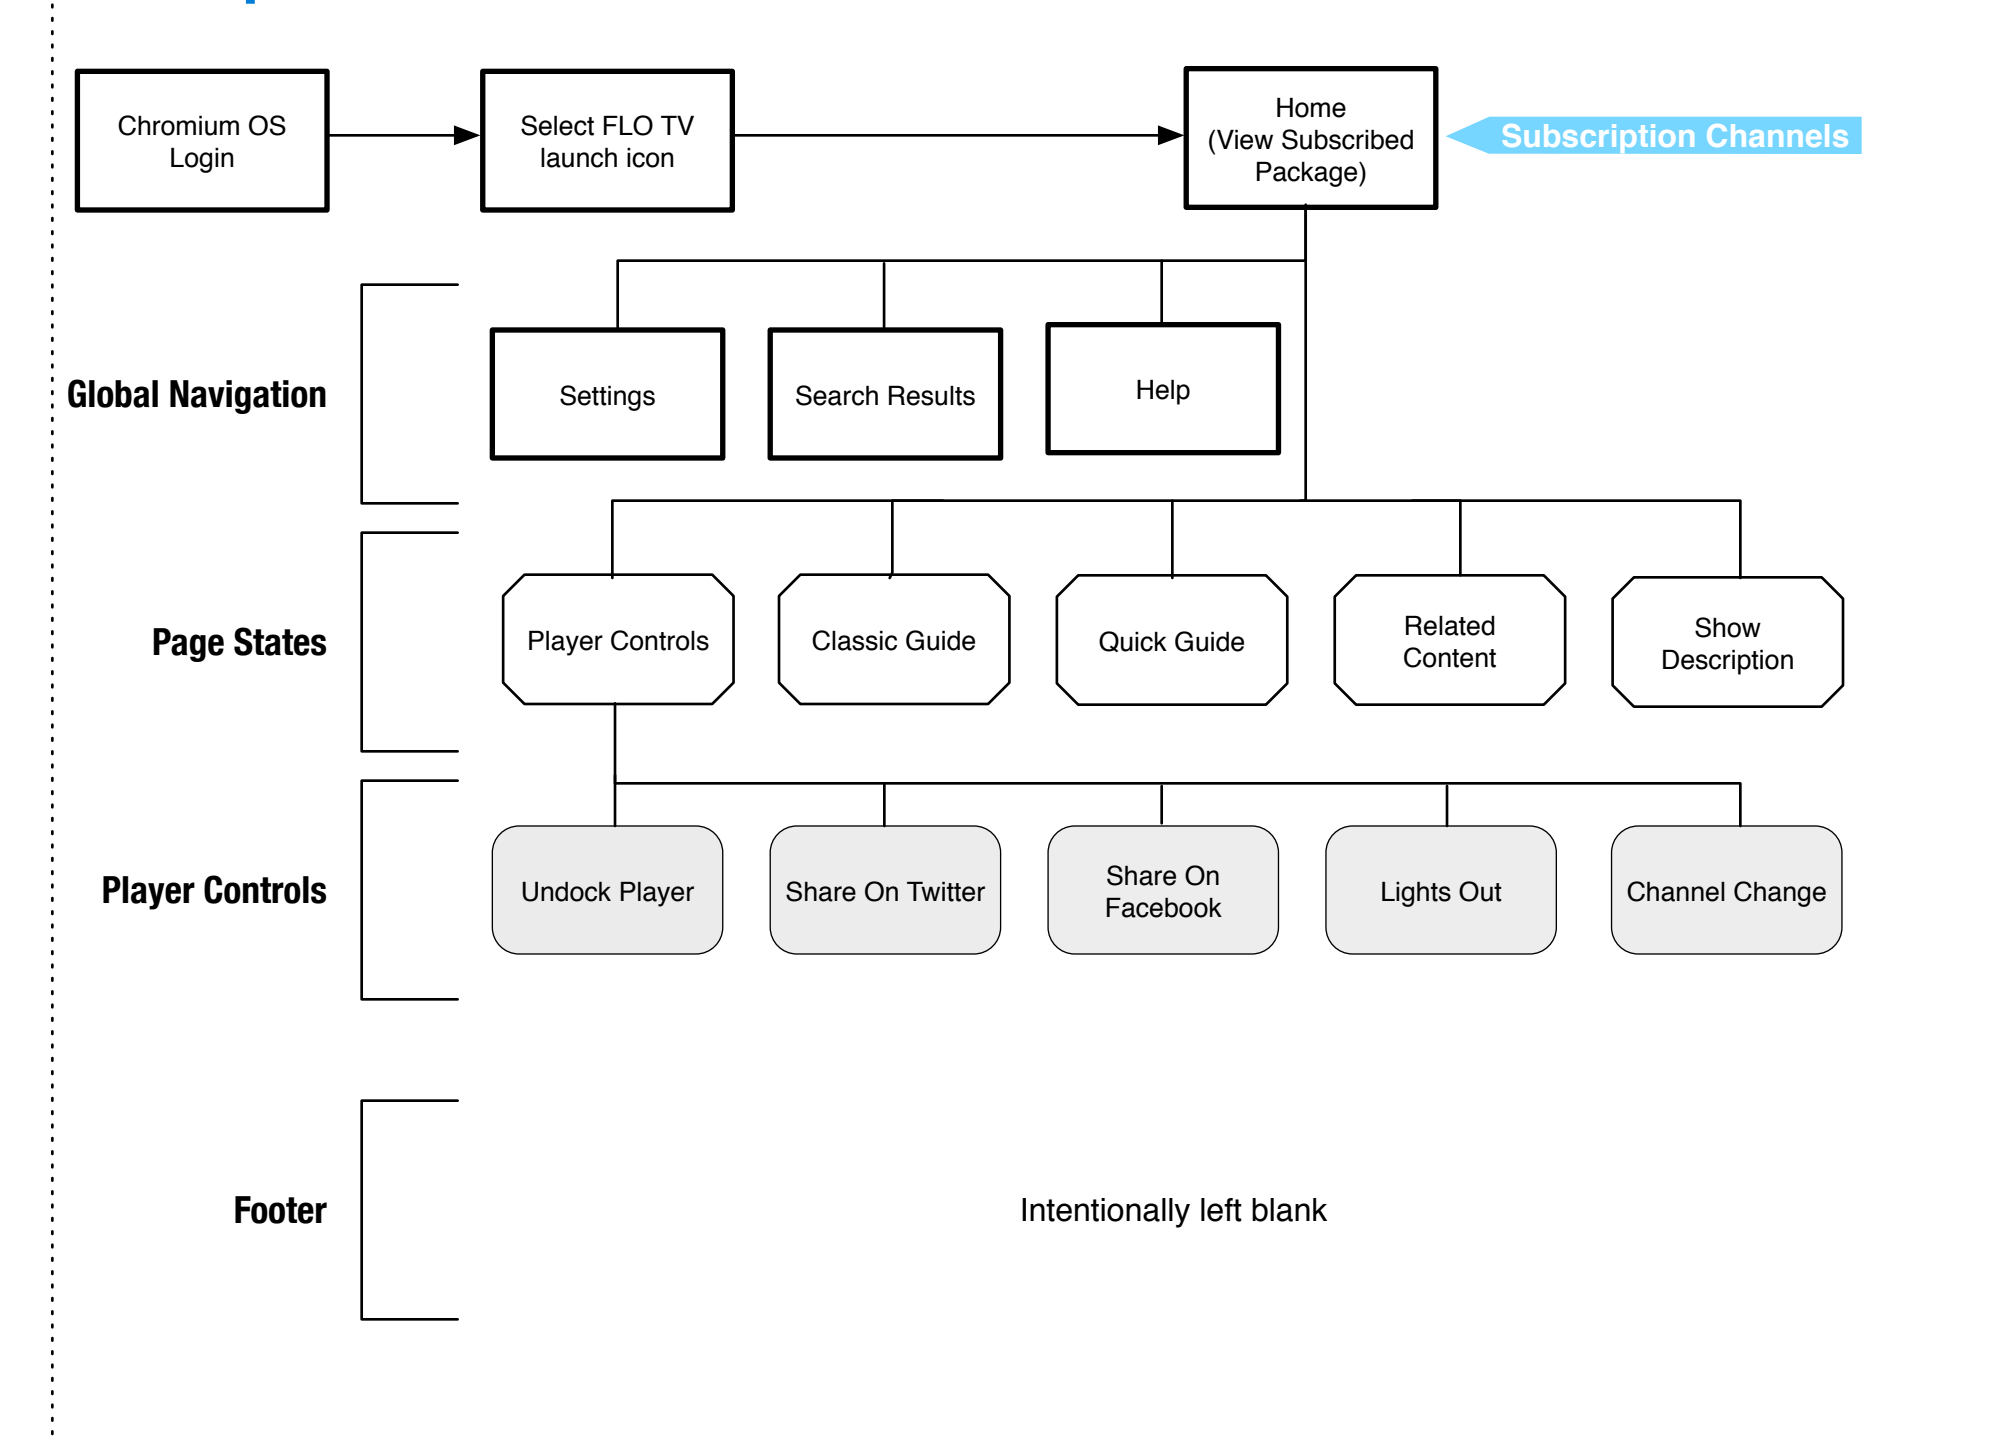 Chromium OS
Login
Select FLO TV
launch icon
Home
(View Subscribed
Package)
Subscription Channels
Global Navigation
Settings
Search Results
Help
Page States
Player Controls
Classic Guide
Quick Guide
Related
Content
Show
Description
Player Controls
Undock Player
Share On Twitter
Share On
Facebook
Lights Out
Channel Change
Footer
Intentionally left blank